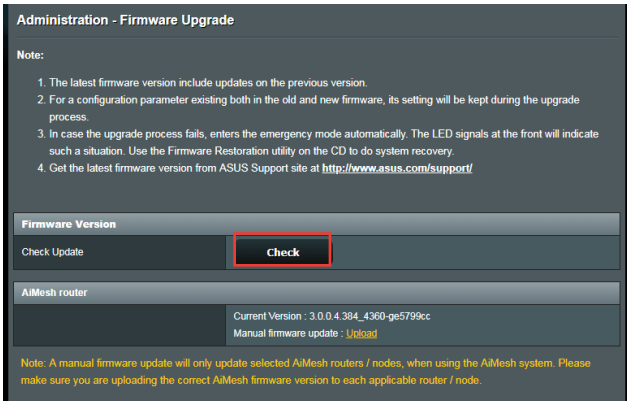 Administration - Firmware Upgrade
Note:
1. The latest firmware version include updates on the previous version.
2. For a configuration parameter existing both in the old and new firmware, its setting will be kept during the upgrade
process.
3. In case the upgrade process fails, enters the emergency mode automatically. The LED signals at the front will indicate
such a situation. Use the Firmware Restoration utility on the CD to do system recovery.
4. Get the latest firmware version from ASUS Support site at http://www.asus.com/support/
Firmware Version
Check Update
Check
AiMesh router
Current Version : 3.0.0.4.384_4360-ge5799cc
Manual firmware update : Upload
Note: A manual firmware update will only update selected AiMesh routers / nodes, when using the AiMesh system. Please
make sure you are uploading the correct AiMesh firmware version to each applicable router / node.